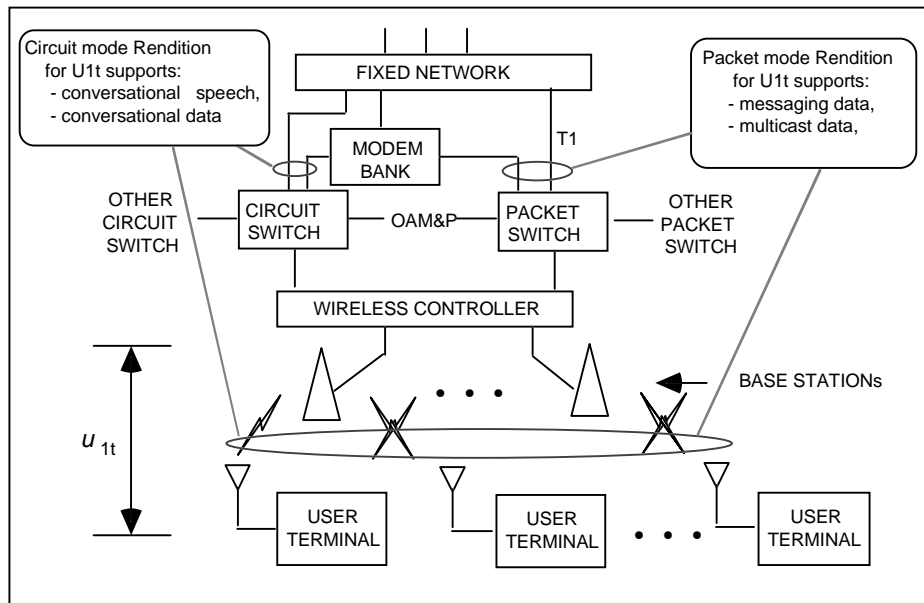 Circuit mode Rendition
for U1t supports:
- conversational speech,
- conversational data
Packet mode Rendition
for U1t supports:
- messaging data,
- multicast data,
FIXED NETWORK
T1
MODEM
BANK
OTHER
CIRCUIT
SWITCH
CIRCUIT
SWITCH
OAM&P
PACKET
SWITCH
OTHER
PACKET
SWITCH
WIRELESS CONTROLLER
BASE STATIONs
u 1t
USER
TERMINAL
USER
TERMINAL
USER
TERMINAL